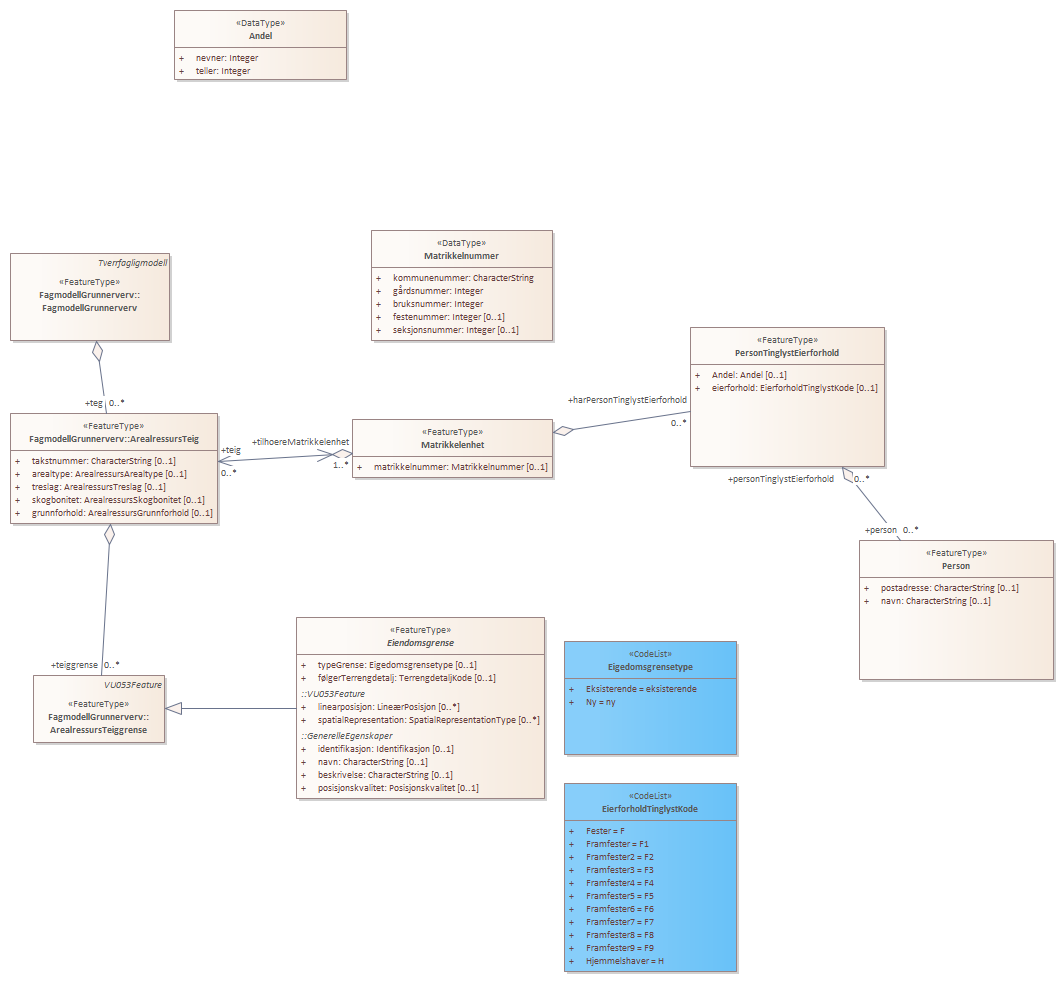 «DataType»
Andel
+ nevner: Integer
+ teller: Integer
«DataType»
Matrikkelnummer
+ kommunenummer: CharacterString
+ gårdsnummer: Integer
+ bruksnummer: Integer
+ festenummer: Integer [0..1]
+ seksjonsnummer: Integer [0..1]
Tverrfagligmodell
«FeatureType»
FagmodellGrunnerverv::
FagmodellGrunnerverv
+teg 0..*
«FeatureType»
FagmodellGrunnerverv::ArealressursTeig
+ takstnummer: CharacterString [0..1]
+ arealtype: ArealressursArealtype [0..1]
+ treslag: ArealressursTreslag [0..1]
+ skogbonitet: ArealressursSkogbonitet [0..1]
+ grunnforhold: ArealressursGrunnforhold [0..1]
+teig
0..*
+tilhoereMatrikkelenhet
1..*
«FeatureType»
Matrikkelenhet
+ matrikkelnummer: Matrikkelnummer [0..1]
+harPersonTinglystEierforhold
0..*
«FeatureType»
PersonTinglystEierforhold
+ Andel: Andel [0..1]
+ eierforhold: EierforholdTinglystKode [0..1]
+personTinglystEierforhold 0..*
+person 0..*
«FeatureType»
Person
+ postadresse: CharacterString [0..1]
+ navn: CharacterString [0..1]
+teiggrense 0..*
VU053Feature
«FeatureType»
FagmodellGrunnerverv::
ArealressursTeiggrense
«FeatureType»
Eiendomsgrense
+ typeGrense: Eigedomsgrensetype [0..1]
+ følgerTerrengdetalj: TerrengdetaljKode [0..1]
::VU053Feature
+ linearposisjon: LineærPosisjon [0..*]
+ spatialRepresentation: SpatialRepresentationType [0..*]
::GenerelleEgenskaper
+ identifikasjon: Identifikasjon [0..1]
+ navn: CharacterString [0..1]
+ beskrivelse: CharacterString [0..1]
+ posisjonskvalitet: Posisjonskvalitet [0..1]
«CodeList»
Eigedomsgrensetype
+ Eksisterende = eksisterende
+ Ny = ny
«CodeList»
EierforholdTinglystKode
+ Fester = F
+ Framfester = F1
+ Framfester2 = F2
+ Framfester3 = F3
+ Framfester4 = F4
+ Framfester5 = F5
+ Framfester6 = F6
+ Framfester7 = F7
+ Framfester8 = F8
+ Framfester9 = F9
+ Hjemmelshaver = H